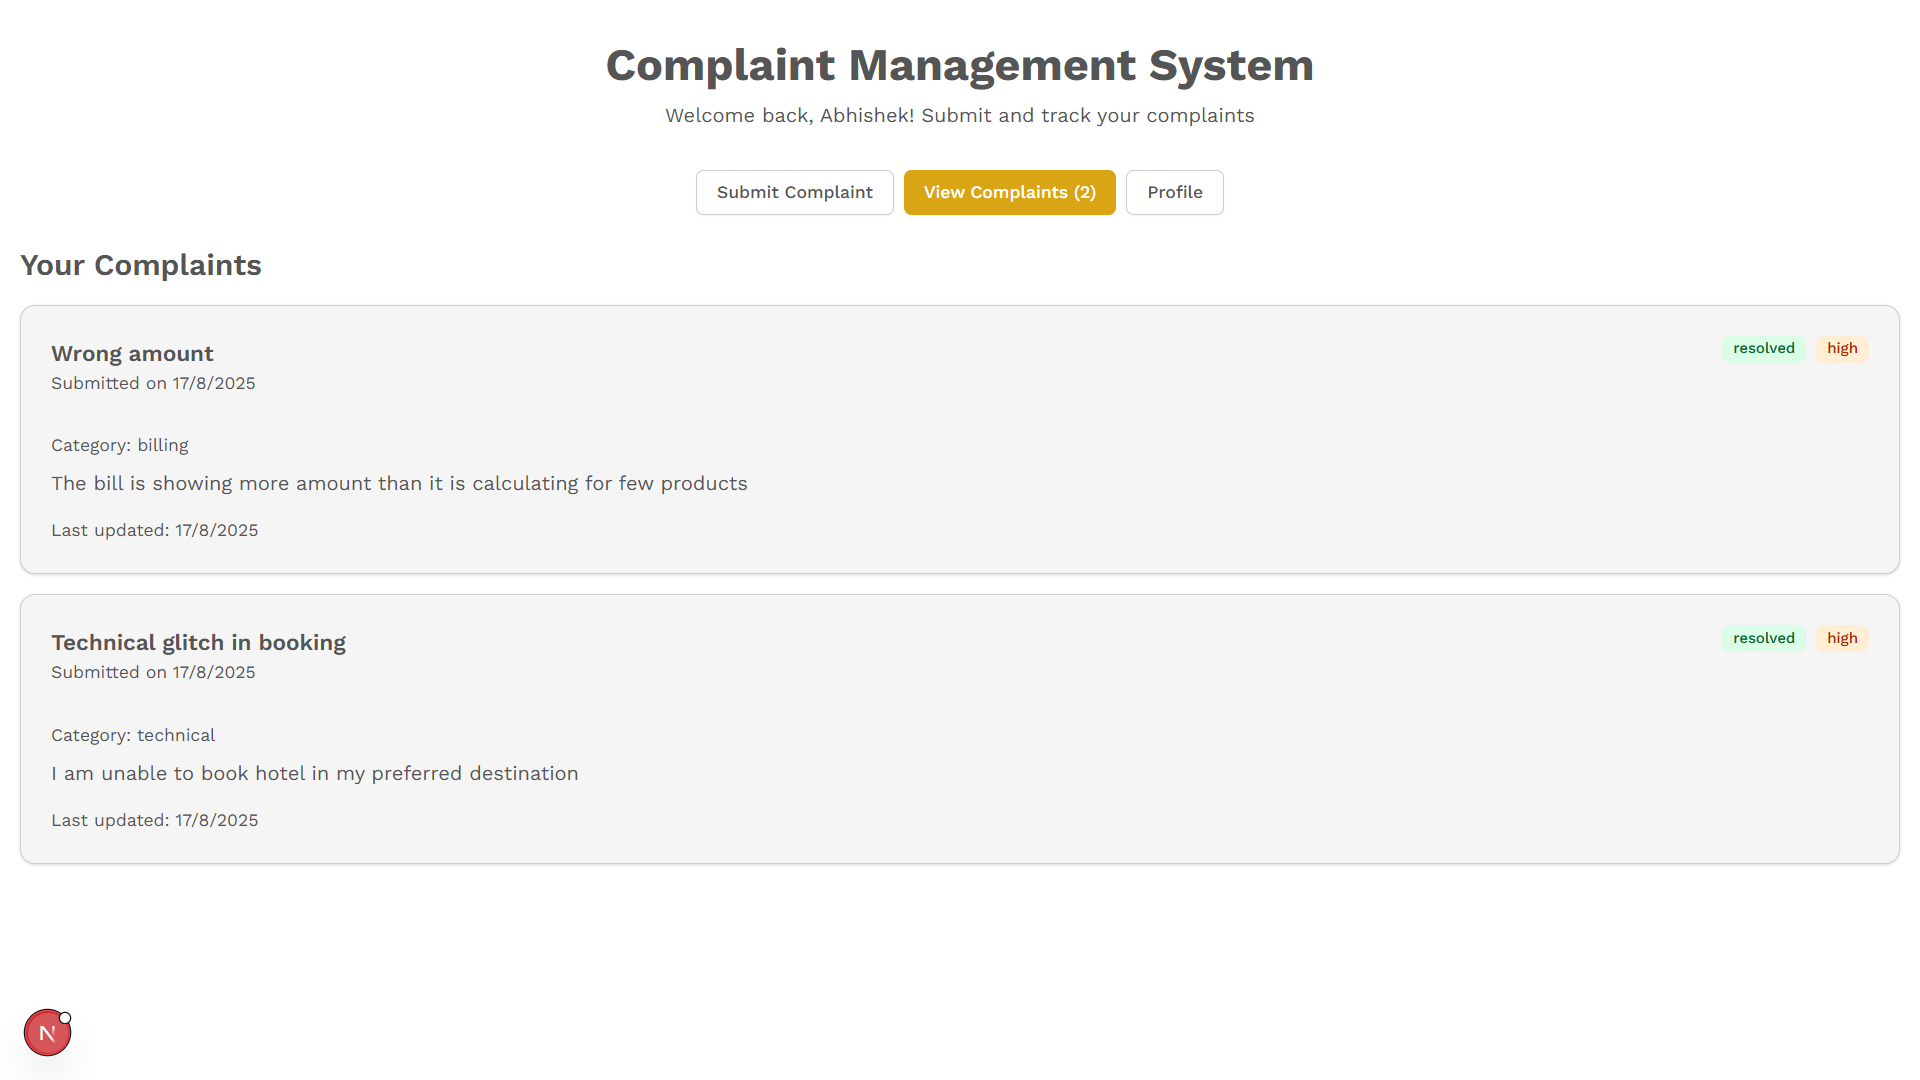 Complaint Management System
Welcome back, Abhishek! Submit and track your complaints
Submit Complaint
View Complaints (2)
Profile
Your Complaints
Wrong amount
resolved
high
Submitted on 17/8/2025
Category: billing
The bill is showing more amount than it is calculating for few products
Last updated: 17/8/2025
Technical glitch in booking
resolved
high
Submitted on 17/8/2025
Category: technical
I am unable to book hotel in my preferred destination
Last updated: 17/8/2025
N